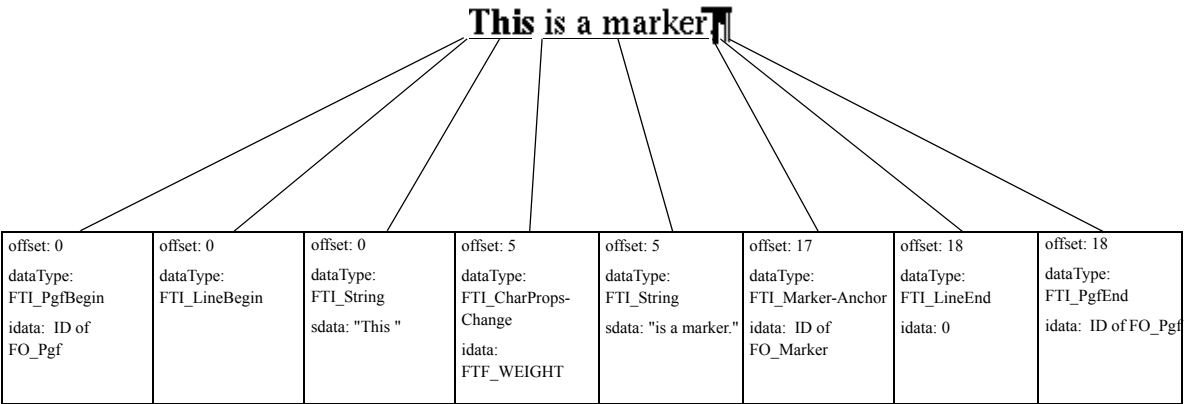 This is a marker.¶
offset: 0
dataType:
FTI_PgfBegin
idata: ID of
FO_Pgf
offset: 0
dataType:
FTI_LineBegin
offset: 0
dataType:
FTI_String
sdata: "This "
offset: 5
dataType:
FTI_CharProps-
Change
idata:
FTF_WEIGHT
offset: 5
dataType:
FTI_String
sdata: "is a marker."
offset: 17
dataType:
FTI_Marker-Anchor
idata: ID of
FO_Marker
offset: 18
dataType:
FTI_LineEnd
idata: 0
offset: 18
dataType:
FTI_PgfEnd
idata: ID of FO_Pgf